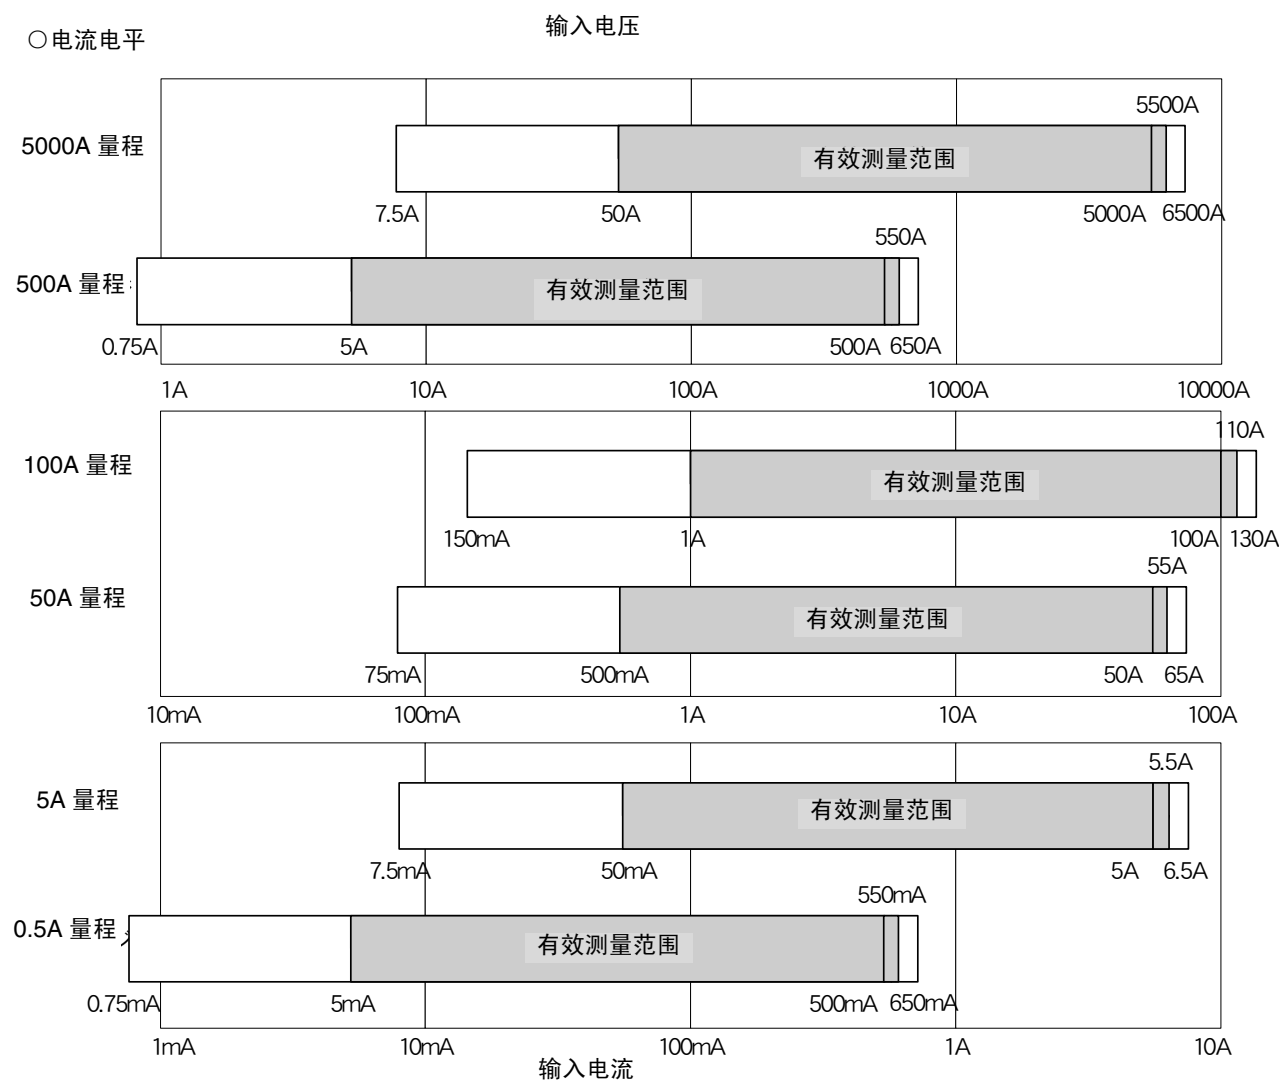 输入电压
○电流电平
5500A
5000A 量程
有效测量范围
7.5A 50A 5000A 6500A
550A
500A 量程
有效测量范围
0.75A 5A 500A 650A
1A 10A 100A 1000A 10000A
110A
100A 量程
有效测量范围
150mA 1A 100A 130A
55A
50A 量程
有效测量范围
75mA 500mA 50A 65A
10mA 100mA 1A 10A 100A
5.5A
5A 量程
有效测量范围
7.5mA 50mA 5A 6.5A
550mA
0.5A 量程
有效测量范围
0.75mA 5mA 500mA 650mA
1mA 10mA 100mA 1A 10A
输入电流